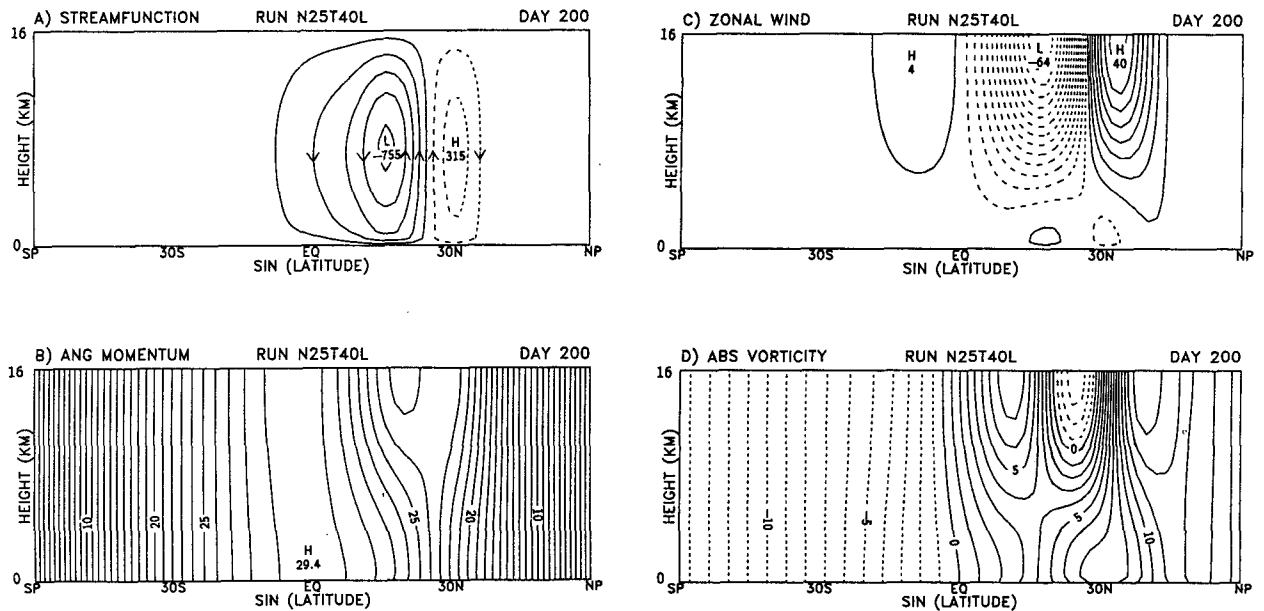 A) STREAMFUNCTION RUN N25T40L DAY 200
16
HEIGHT (KM)
L
-755
H
315
0
SP 30S EQ 30N NP
SIN (LATITUDE)
C) ZONAL WIND RUN N25T40L DAY 200
16
HEIGHT (KM)
H
4
L
-64
H
40
0
SP 30S EQ 30N NP
SIN (LATITUDE)
B) ANG MOMENTUM RUN N25T40L DAY 200
16
HEIGHT (KM)
10 20 25 25 20 10
H
29.4
0
SP 30S EQ 30N NP
SIN (LATITUDE)
D) ABS VORTICITY RUN N25T40L DAY 200
16
HEIGHT (KM)
0
5
-10 -5 0 5 10
0
SP 30S EQ 30N NP
SIN (LATITUDE)